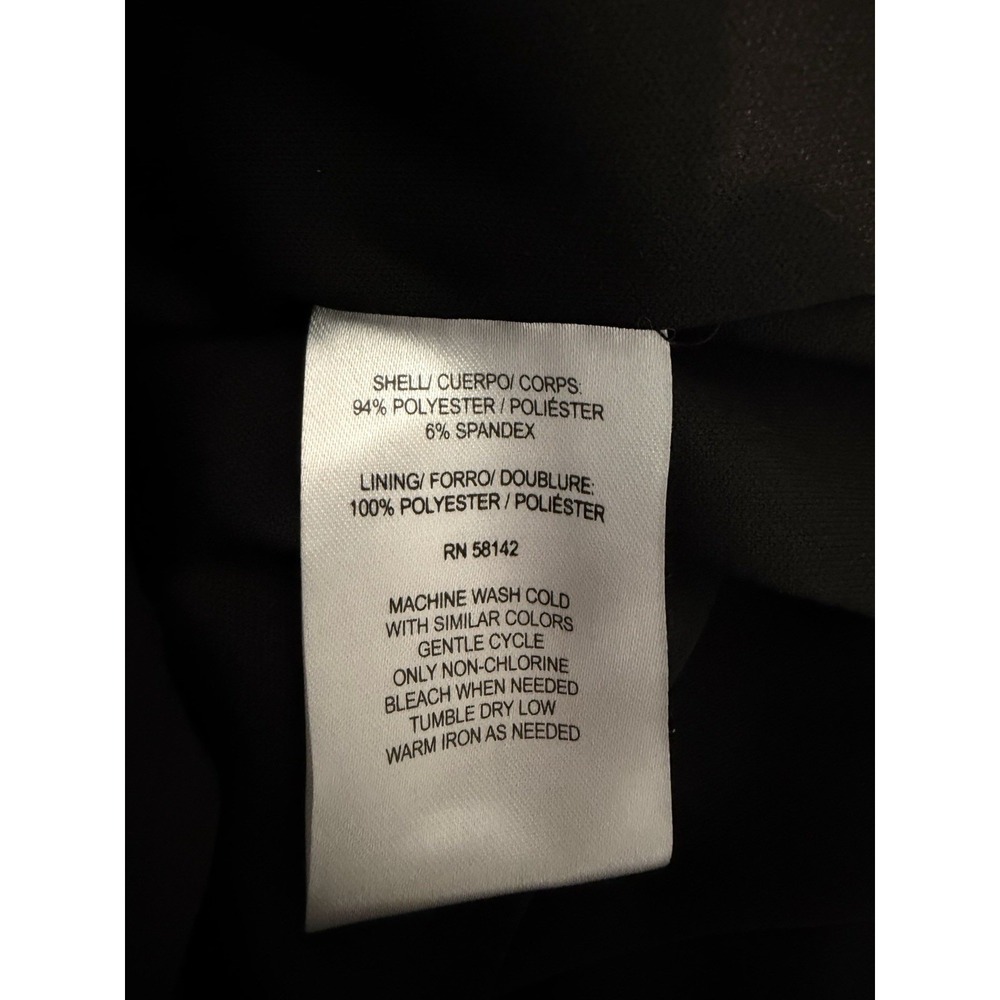 SHELL/ CUERPO/ CORPS:
94% POLYESTER / POLIÉSTER
6% SPANDEX
LINING/ FORRO/ DOUBLURE:
100% POLYESTER / POLIÉSTER
RN 58142
MACHINE WASH COLD
WITH SIMILAR COLORS
GENTLE CYCLE
ONLY NON-CHLORINE
BLEACH WHEN NEEDED
TUMBLE DRY LOW
WARM IRON AS NEEDED